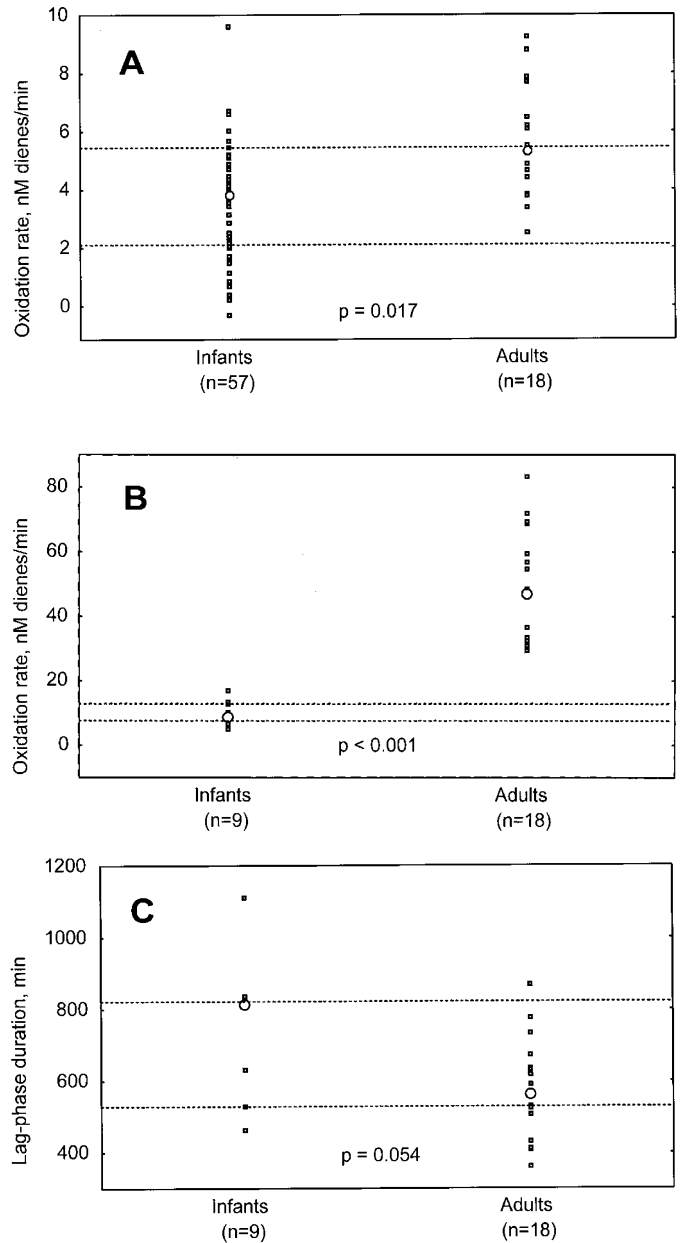 A
Oxidation rate, nM dienes/min
10
8
6
4
2
0
p = 0.017
Infants Adults
(n=57) (n=18)
B
Oxidation rate, nM dienes/min
80
60
40
20
0
p < 0.001
Infants Adults
(n=9) (n=18)
C
Lag-phase duration, min
1200
1000
800
600
400
p = 0.054
Infants Adults
(n=9) (n=18)